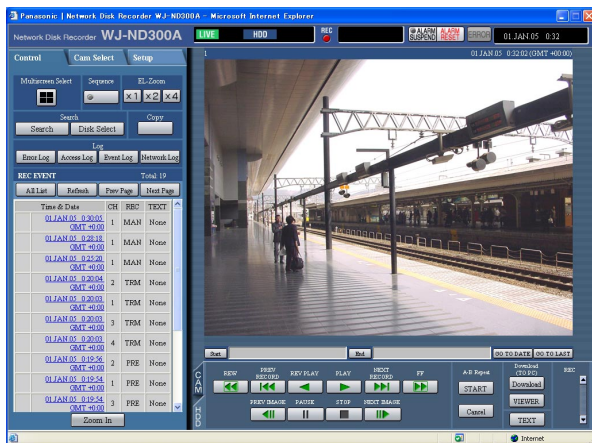 Panasonic | Network Disk Recorder WJ-ND300A - Microsoft Internet Explorer
Network Disk Recorder WJ-ND300A
LIVE HDD REC ALARM SUSPEND ALARM RESET ERROR 01.JAN.05 0:32
Control Cam Select Setup
1 01.JAN.05 0:32:02 (GMT +00:00)
Multiscreen Select Sequence EL-Zoom
x1 x2 x4
Search Copy
Search Disk Select
Log
Error Log Access Log Event Log Network Log
REC EVENT Total: 19
All List Refresh Prev Page Next Page
Time & Date CH REC TEXT
01.JAN.05 0:30:05 GMT +0:00 1 MAN None
01.JAN.05 0:28:18 GMT +0:00 1 MAN None
01.JAN.05 0:25:20 GMT +0:00 1 MAN None
01.JAN.05 0:20:04 GMT +0:00 2 TRM None
01.JAN.05 0:20:03 GMT +0:00 1 TRM None
01.JAN.05 0:20:03 GMT +0:00 3 TRM None
01.JAN.05 0:20:03 GMT +0:00 4 TRM None
01.JAN.05 0:19:56 GMT +0:00 2 PRE None
01.JAN.05 0:19:54 GMT +0:00 1 PRE None
01.JAN.05 0:19:54 GMT +0:00 3 PRE None
Zoom In
Start End GO TO DATE GO TO LAST
CAM
HDD
REW PREV RECORD REV PLAY PLAY NEXT RECORD FF
PREV IMAGE PAUSE STOP NEXT IMAGE
A-B Repeat
START
Cancel
Download (TO PC)
Download
VIEWER
TEXT
REC
Internet